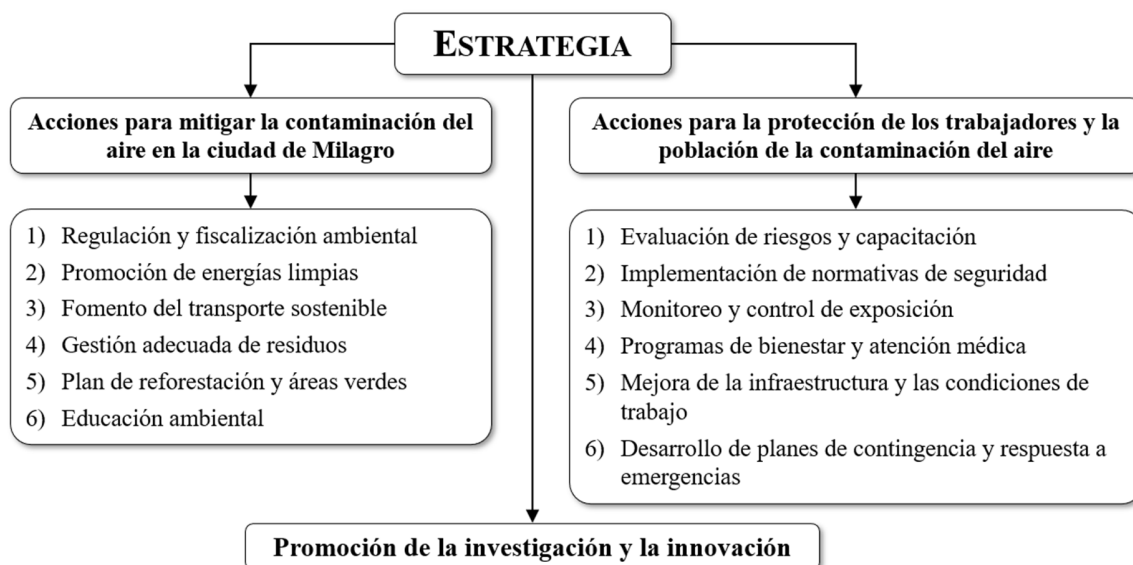 ESTRATEGIA
Acciones para mitigar la contaminación del
aire en la ciudad de Milagro
1) Regulación y fiscalización ambiental
2) Promoción de energías limpias
3) Fomento del transporte sostenible
4) Gestión adecuada de residuos
5) Plan de reforestación y áreas verdes
6) Educación ambiental
Acciones para la protección de los trabajadores y la
población de la contaminación del aire
1) Evaluación de riesgos y capacitación
2) Implementación de normativas de seguridad
3) Monitoreo y control de exposición
4) Programas de bienestar y atención médica
5) Mejora de la infraestructura y las condiciones de
trabajo
6) Desarrollo de planes de contingencia y respuesta a
emergencias
Promoción de la investigación y la innovación